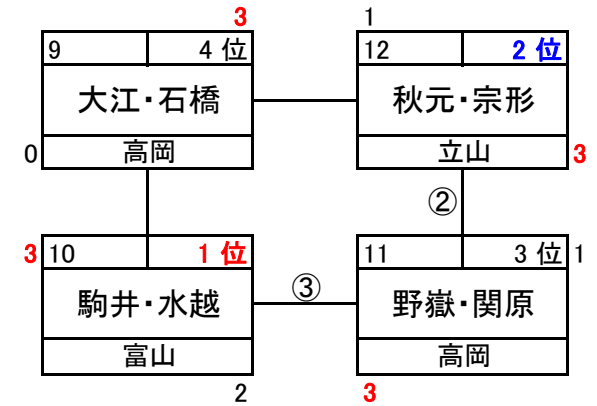 3 1
9 4位 12 2位
大江・石橋 秋元・宗形
0 高岡 立山 3
②
3 10 1位 11 3位 1
③
駒井・水越 野嶽・関原
富山 高岡
2 3